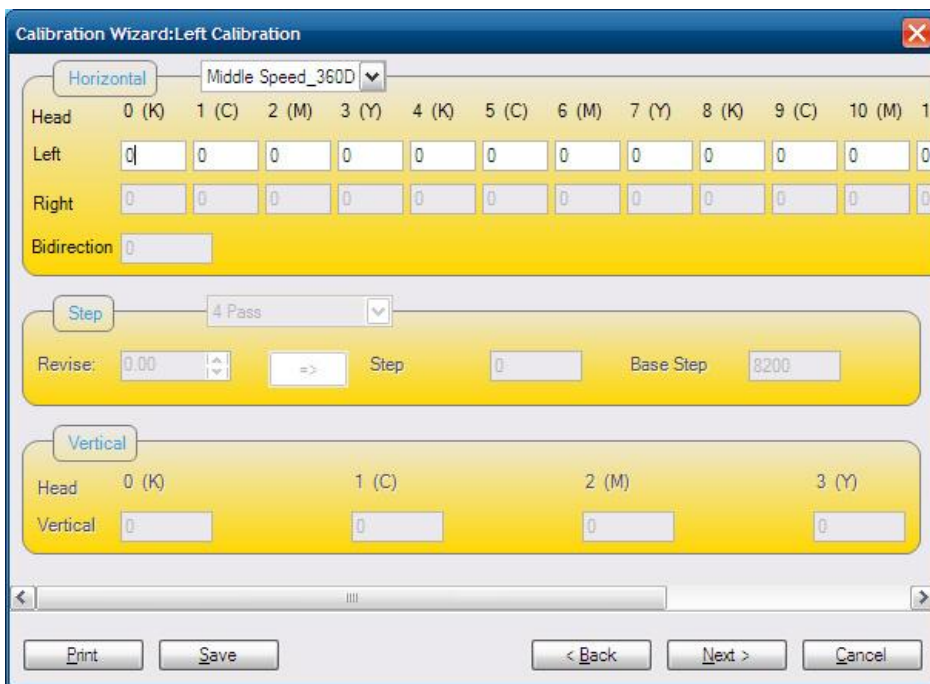 Calibration Wizard:Left Calibration
Horizontal Middle Speed_360D
Head 0 (K) 1 (C) 2 (M) 3 (Y) 4 (K) 5 (C) 6 (M) 7 (Y) 8 (K) 9 (C) 10 (M) 1
Left 0 0 0 0 0 0 0 0 0 0 0 0
Right 0 0 0 0 0 0 0 0 0 0 0 0
Bidirection 0
Step 4 Pass
Revise: 0.00 => Step 0 Base Step 8200
Vertical
Head 0 (K) 1 (C) 2 (M) 3 (Y)
Vertical 0 0 0 0
Print Save < Back Next > Cancel